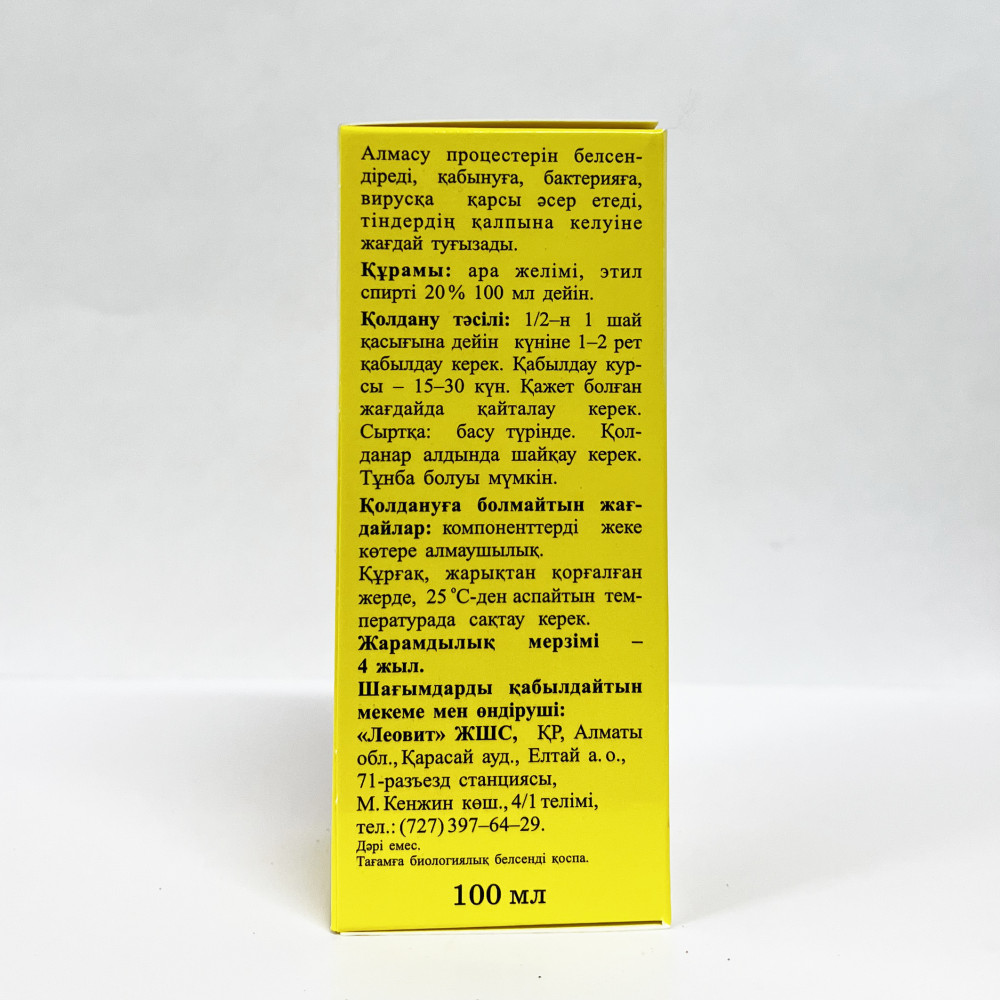 Алмасу процестерін белсен-
діреді, қабынуға, бактерияға,
вирусқа қарсы әсер етеді,
тіндердің қалпына келуіне
жағдай туғызады.
Құрамы: ара желімі, этил
спирті 20% 100 мл дейін.
Қолдану тәсілі: 1/2–н 1 шай
қасығына дейін күніне 1–2 рет
қабылдау керек. Қабылдау кур-
сы – 15–30 күн. Қажет болған
жағдайда қайталау керек.
Сыртқа: басу түрінде. Қол-
данар алдында шайқау керек.
Тұнба болуы мүмкін.
Қолдануға болмайтын жағ-
дайлар: компоненттерді жеке
көтере алмаушылық.
Құрғақ, жарықтан қорғалған
жерде, 25 °С-ден аспайтын тем-
пературада сақтау керек.
Жарамдылық мерзімі –
4 жыл.
Шағымдарды қабылдайтын
мекеме мен өндіруші:
«Леовит» ЖШС, ҚР, Алматы
обл., Қарасай ауд., Елтай а. о.,
71-разъезд станциясы,
М. Кенжин көш., 4/1 телімі,
тел.: (727) 397–64–29.
Дәрі емес.
Тағамға биологиялық белсенді қоспа.
100 мл